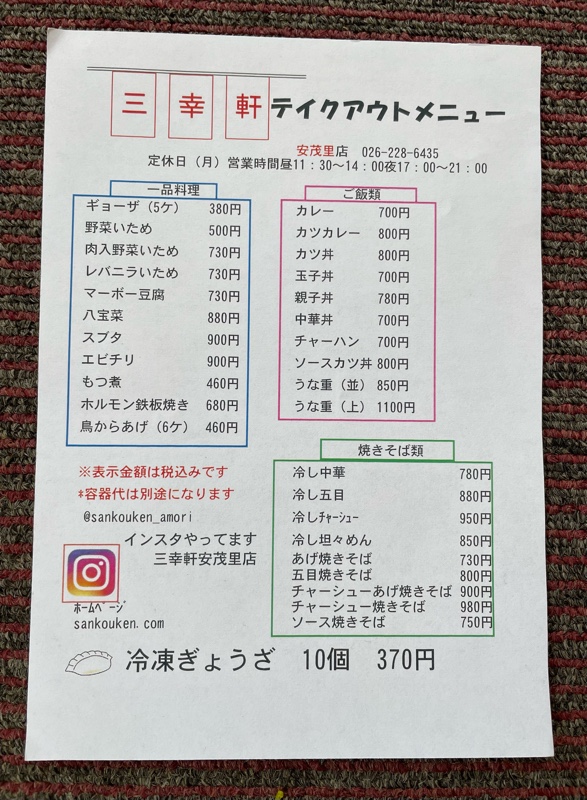 三幸軒テイクアウトメニュー
安茂里店 026-228-6435
定休日（月）営業時間昼11：30〜14：00夜17：00〜21：00
一品料理
ギョーザ（5ケ） 380円
野菜いため 500円
肉入野菜いため 730円
レバニラいため 730円
マーボー豆腐 730円
八宝菜 880円
スブタ 900円
エビチリ 900円
もつ煮 460円
ホルモン鉄板焼き 680円
鳥からあげ（6ケ） 460円
ご飯類
カレー 700円
カツカレー 800円
カツ丼 800円
玉子丼 700円
親子丼 780円
中華丼 700円
チャーハン 700円
ソースカツ丼 800円
うな重（並） 850円
うな重（上） 1100円
焼きそば類
冷し中華 780円
冷し五目 880円
冷しﾁｬｰｼｭｰ 950円
冷し坦々めん 850円
あげ焼きそば 730円
五目焼きそば 800円
チャーシューあげ焼きそば 900円
チャーシュー焼きそば 980円
ソース焼きそば 750円
※表示金額は税込みです
*容器代は別途になります
@sankouken_amori
インスタやってます
三幸軒安茂里店
ﾎｰﾑﾍﾟｰｼﾞ
sankouken.com
冷凍ぎょうざ 10個 370円